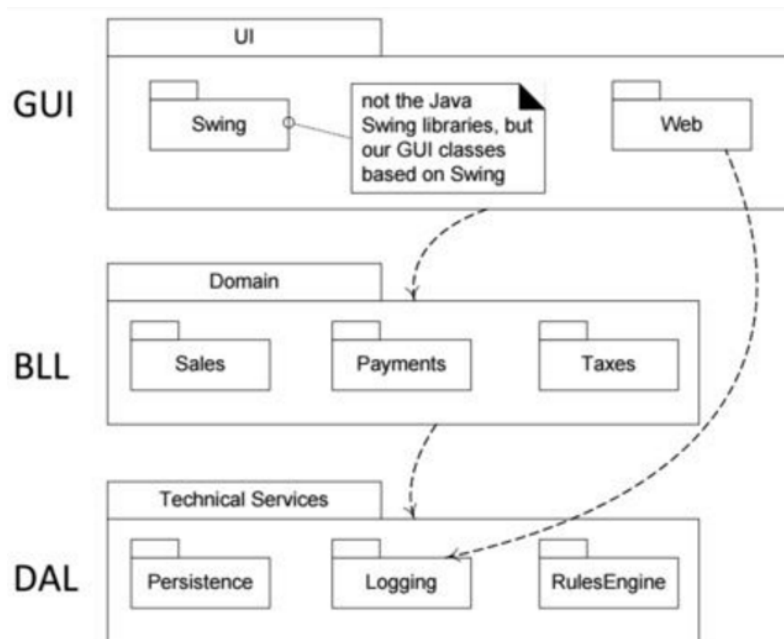 UI
GUI
Swing
not the Java
Swing libraries, but
our GUI classes
based on Swing
Web
Domain
BLL
Sales
Payments
Taxes
Technical Services
DAL
Persistence
Logging
RulesEngine